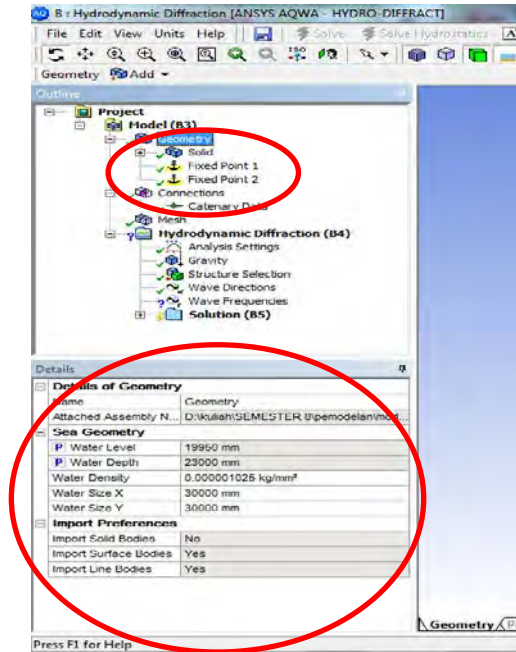 B : Hydrodynamic Diffraction [ANSYS AQWA - HYDRO-DIFFRACT]
File Edit View Units Help Solve Solve Hydrostatics
Geometry Add
Outline
Project
Model (B3)
Geometry
Solid
Fixed Point 1
Fixed Point 2
Connections
Catenary Data
Mesh
Hydrodynamic Diffraction (B4)
Analysis Settings
Gravity
Structure Selection
Wave Directions
Wave Frequencies
Solution (B5)
Details
Details of Geometry
Name Geometry
Attached Assembly N... D:\kuliah\SEMESTER 8\pemodelan\mod...
Sea Geometry
P Water Level 19950 mm
P Water Depth 23000 mm
Water Density 0.000001025 kg/mm³
Water Size X 30000 mm
Water Size Y 30000 mm
Import Preferences
Import Solid Bodies No
Import Surface Bodies Yes
Import Line Bodies Yes
Geometry
Press F1 for Help